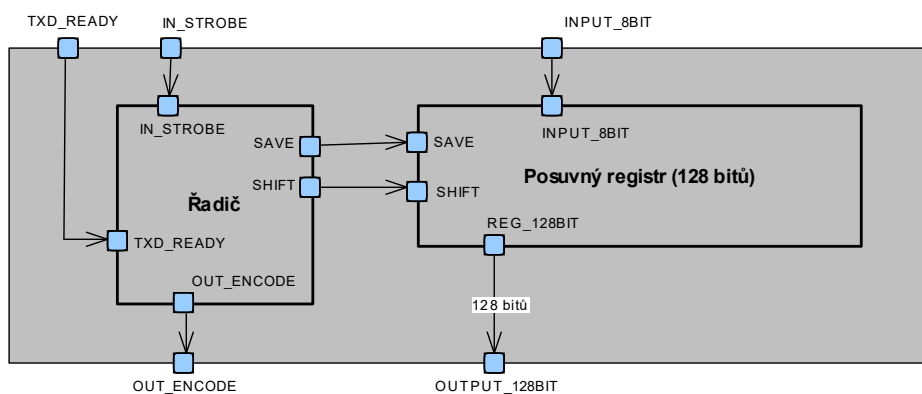 TXD_READY
IN_STROBE
INPUT_8BIT
IN_STROBE
INPUT_8BIT
SAVE
SAVE
Řadič
SHIFT
SHIFT
Posuvný registr (128 bitů)
TXD_READY
REG_128BIT
OUT_ENCODE
128 bitů
OUT_ENCODE
OUTPUT_128BIT